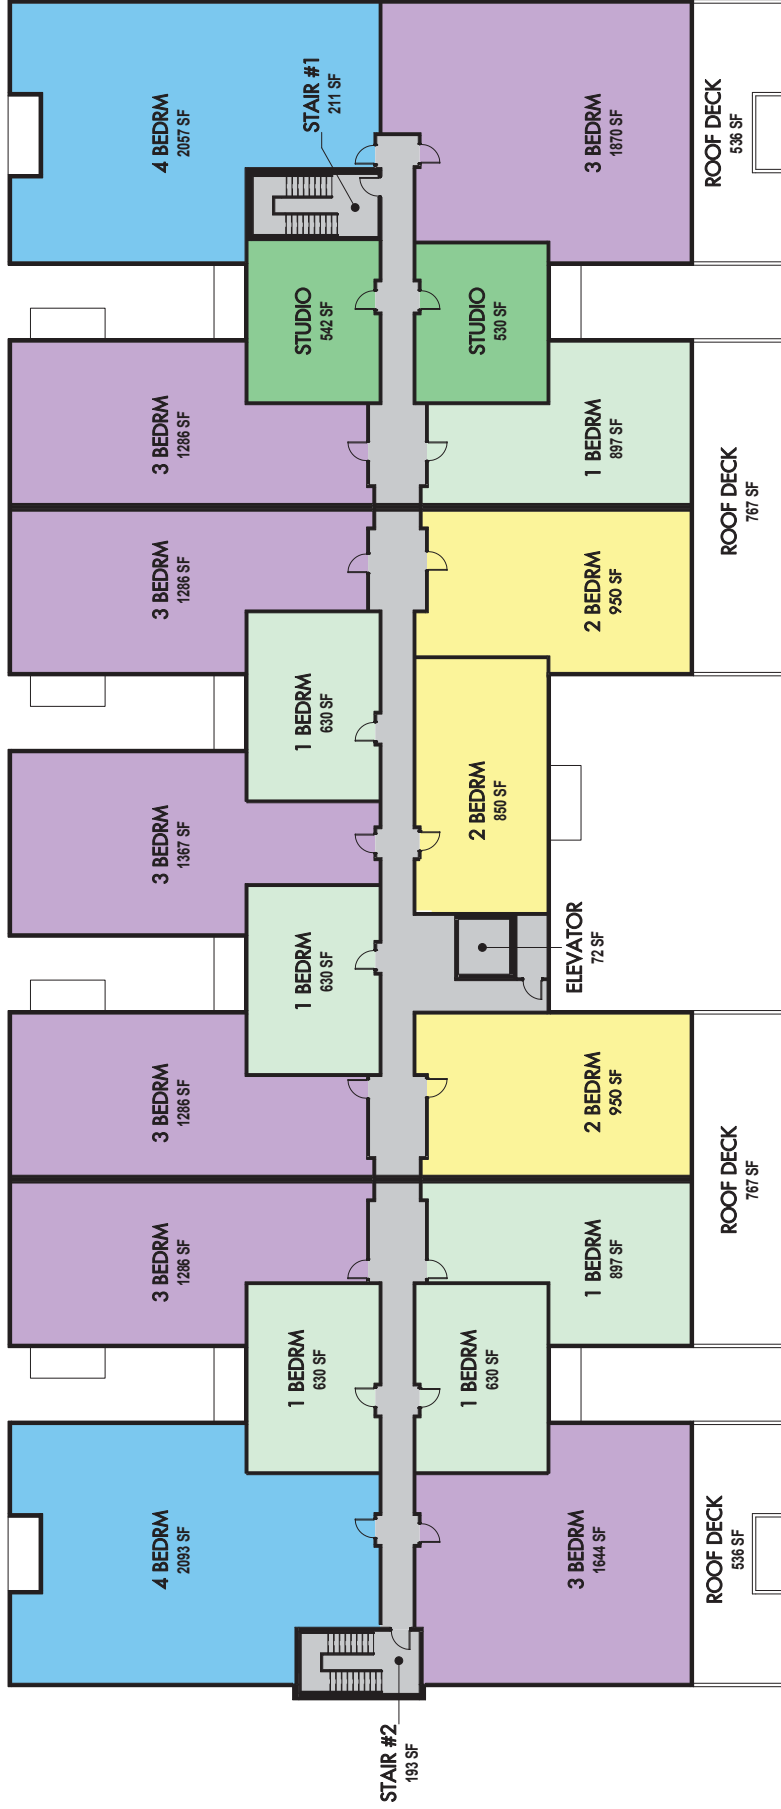 4 BEDRM
2093 SF
3 BEDRM
1286 SF
3 BEDRM
1286 SF
3 BEDRM
1367 SF
3 BEDRM
1286 SF
3 BEDRM
1286 SF
4 BEDRM
2057 SF
1 BEDRM
630 SF
1 BEDRM
630 SF
1 BEDRM
630 SF
STUDIO
542 SF
STAIR #1
211 SF
STAIR #2
193 SF
1 BEDRM
630 SF
2 BEDRM
850 SF
STUDIO
530 SF
3 BEDRM
1644 SF
1 BEDRM
897 SF
2 BEDRM
950 SF
ELEVATOR
72 SF
2 BEDRM
950 SF
1 BEDRM
897 SF
3 BEDRM
1870 SF
ROOF DECK
536 SF
ROOF DECK
767 SF
ROOF DECK
767 SF
ROOF DECK
536 SF